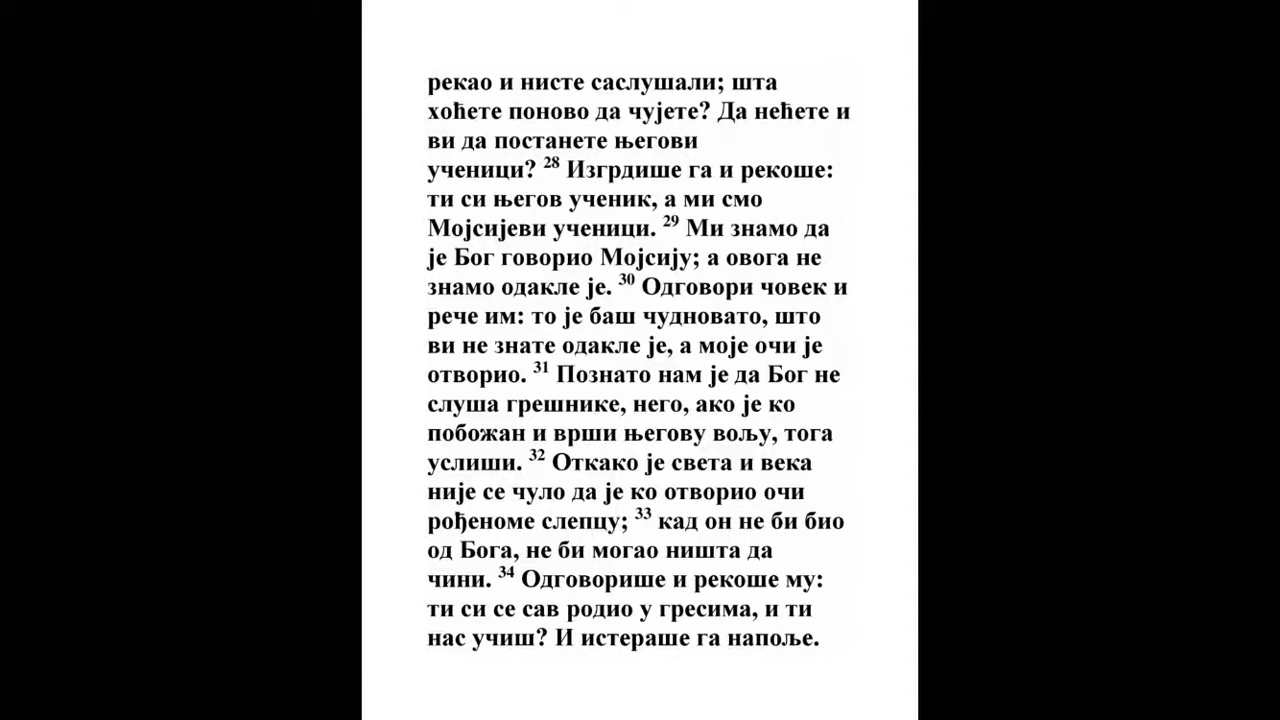 рекао и нисте саслушали; шта
хоћете поново да чујете? Да нећете и
ви да постанете његови
ученици? 28 Изгрдише га и рекоше:
ти си његов ученик, а ми смо
Мојсијеви ученици. 29 Ми знамо да
је Бог говорио Мојсију; а овога не
знамо одакле је. 30 Одговори човек и
рече им: то је баш чудновато, што
ви не знате одакле је, а моје очи је
отворио. 31 Познато нам је да Бог не
слуша грешнике, него, ако је ко
побожан и врши његову вољу, тога
услиши. 32 Откако је света и века
није се чуло да је ко отворио очи
рођеноме слепцу; 33 кад он не би био
од Бога, не би могао ништа да
чини. 34 Одговорише и рекоше му:
ти си се сав родио у гресима, и ти
нас учиш? И истераше га напоље.